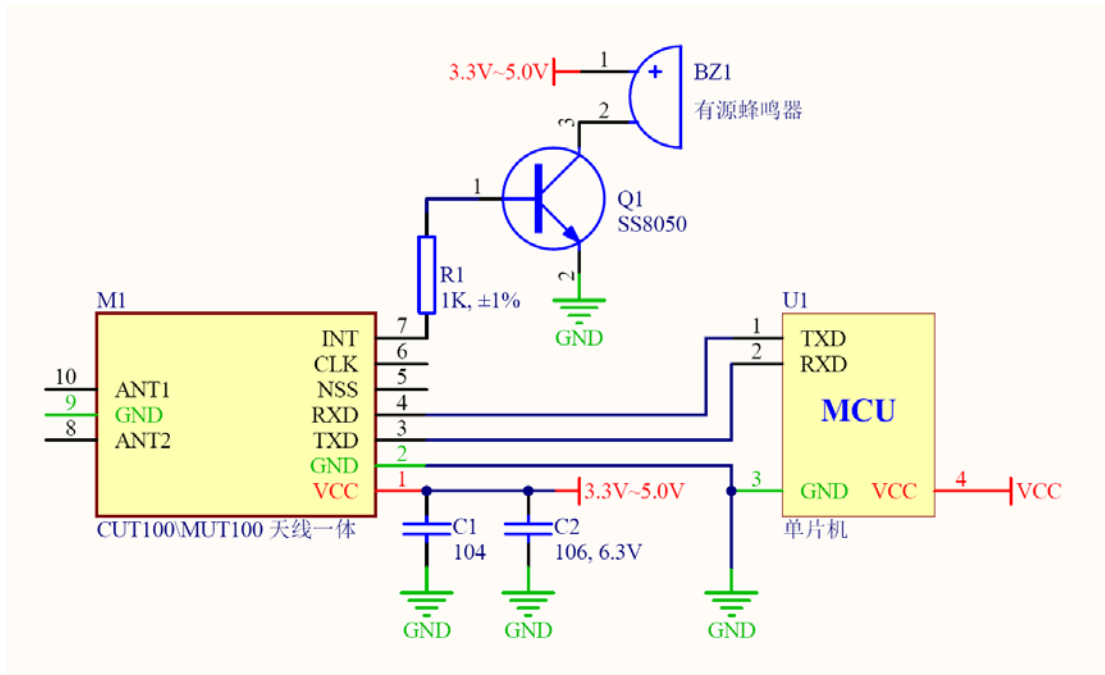 3.3V~5.0V
1
BZ1
2
有源蜂鸣器
3
1
Q1
SS8050
2
GND
R1
1K, ±1%
M1
INT 7
CLK 6
NSS 5
RXD 4
TXD 3
GND 2
VCC 1
10 ANT1
9 GND
8 ANT2
CUT100\MUT100 天线一体
3.3V~5.0V
C1
104
C2
106, 6.3V
GND
GND
GND
U1
1 TXD
2 RXD
MCU
3 GND
VCC 4 VCC
单片机